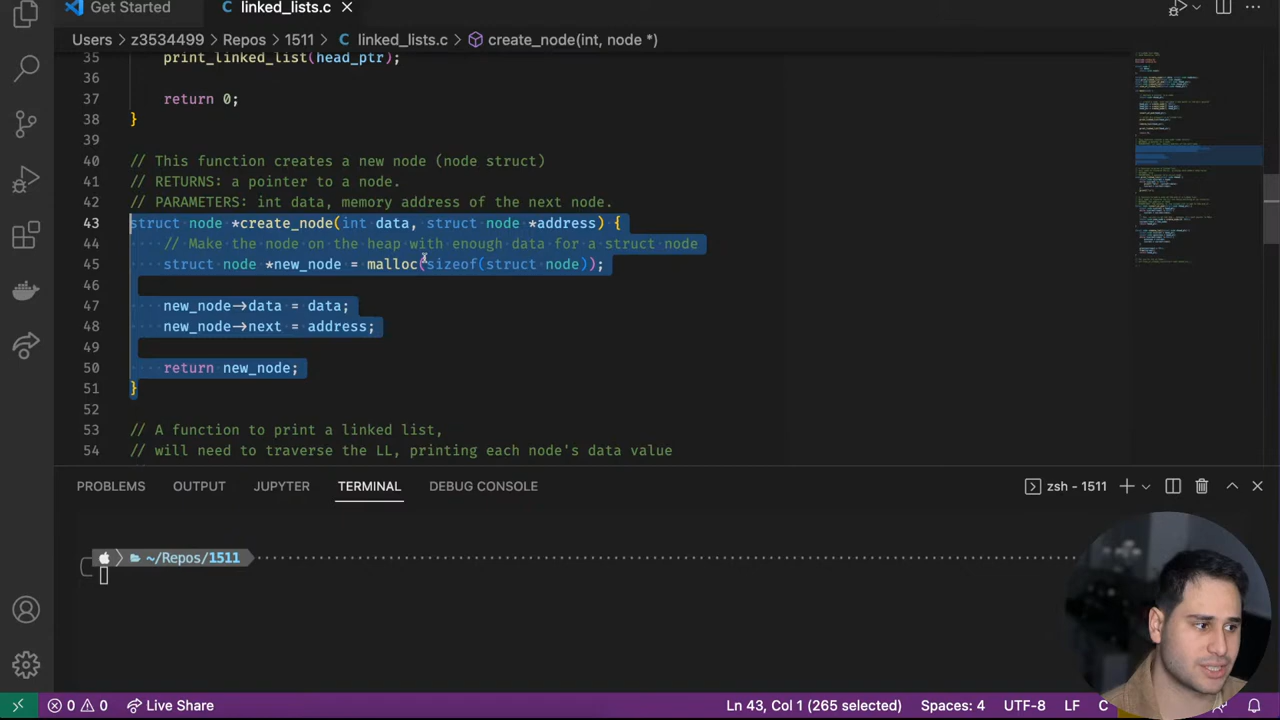 Get Started
linked_lists.c
Users > z3534499 > Repos > 1511 > linked_lists.c > create_node(int, node *)
35 print_linked_list(head_ptr);
36
37 return 0;
38 }
39
40 // This function creates a new node (node struct)
41 // RETURNS: a pointer to a node.
42 // PARAMETERS: int data, memory address of the next node.
43 struct node *create_node(int data, struct node *address) {
44 // Make the node on the heap with enough data for a struct node
45 struct node *new_node = malloc(sizeof(struct node));
46
47 new_node->data = data;
48 new_node->next = address;
49
50 return new_node;
51 }
52
53 // A function to print a linked list,
54 // will need to traverse the LL, printing each node's data value
PROBLEMS OUTPUT JUPYTER TERMINAL DEBUG CONSOLE
zsh - 1511
~/Repos/1511
0 0 Live Share Ln 43, Col 1 (265 selected) Spaces: 4 UTF-8 LF C